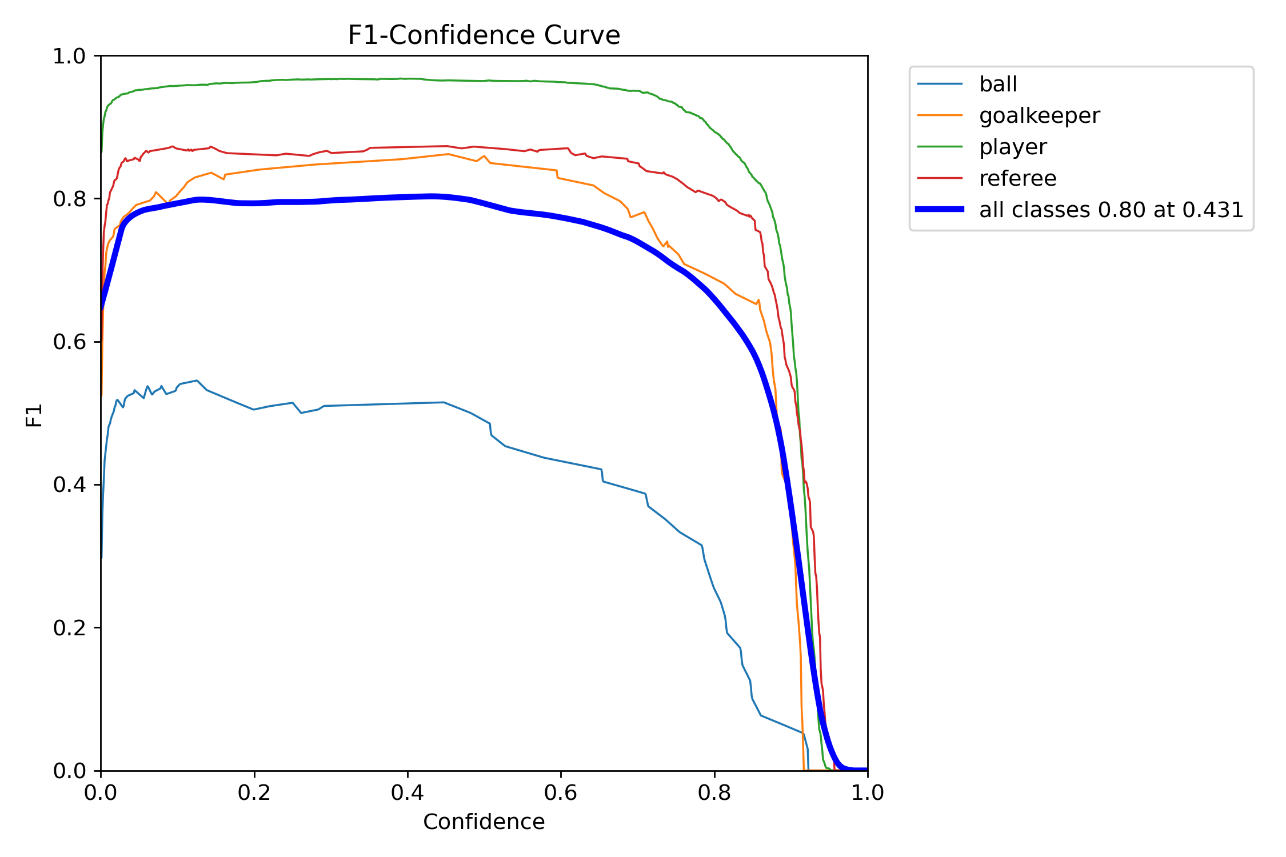 F1-Confidence Curve
1.0
0.8
0.6
0.4
0.2
0.0
F1
0.0 0.2 0.4 0.6 0.8 1.0
Confidence
ball
goalkeeper
player
referee
all classes 0.80 at 0.431